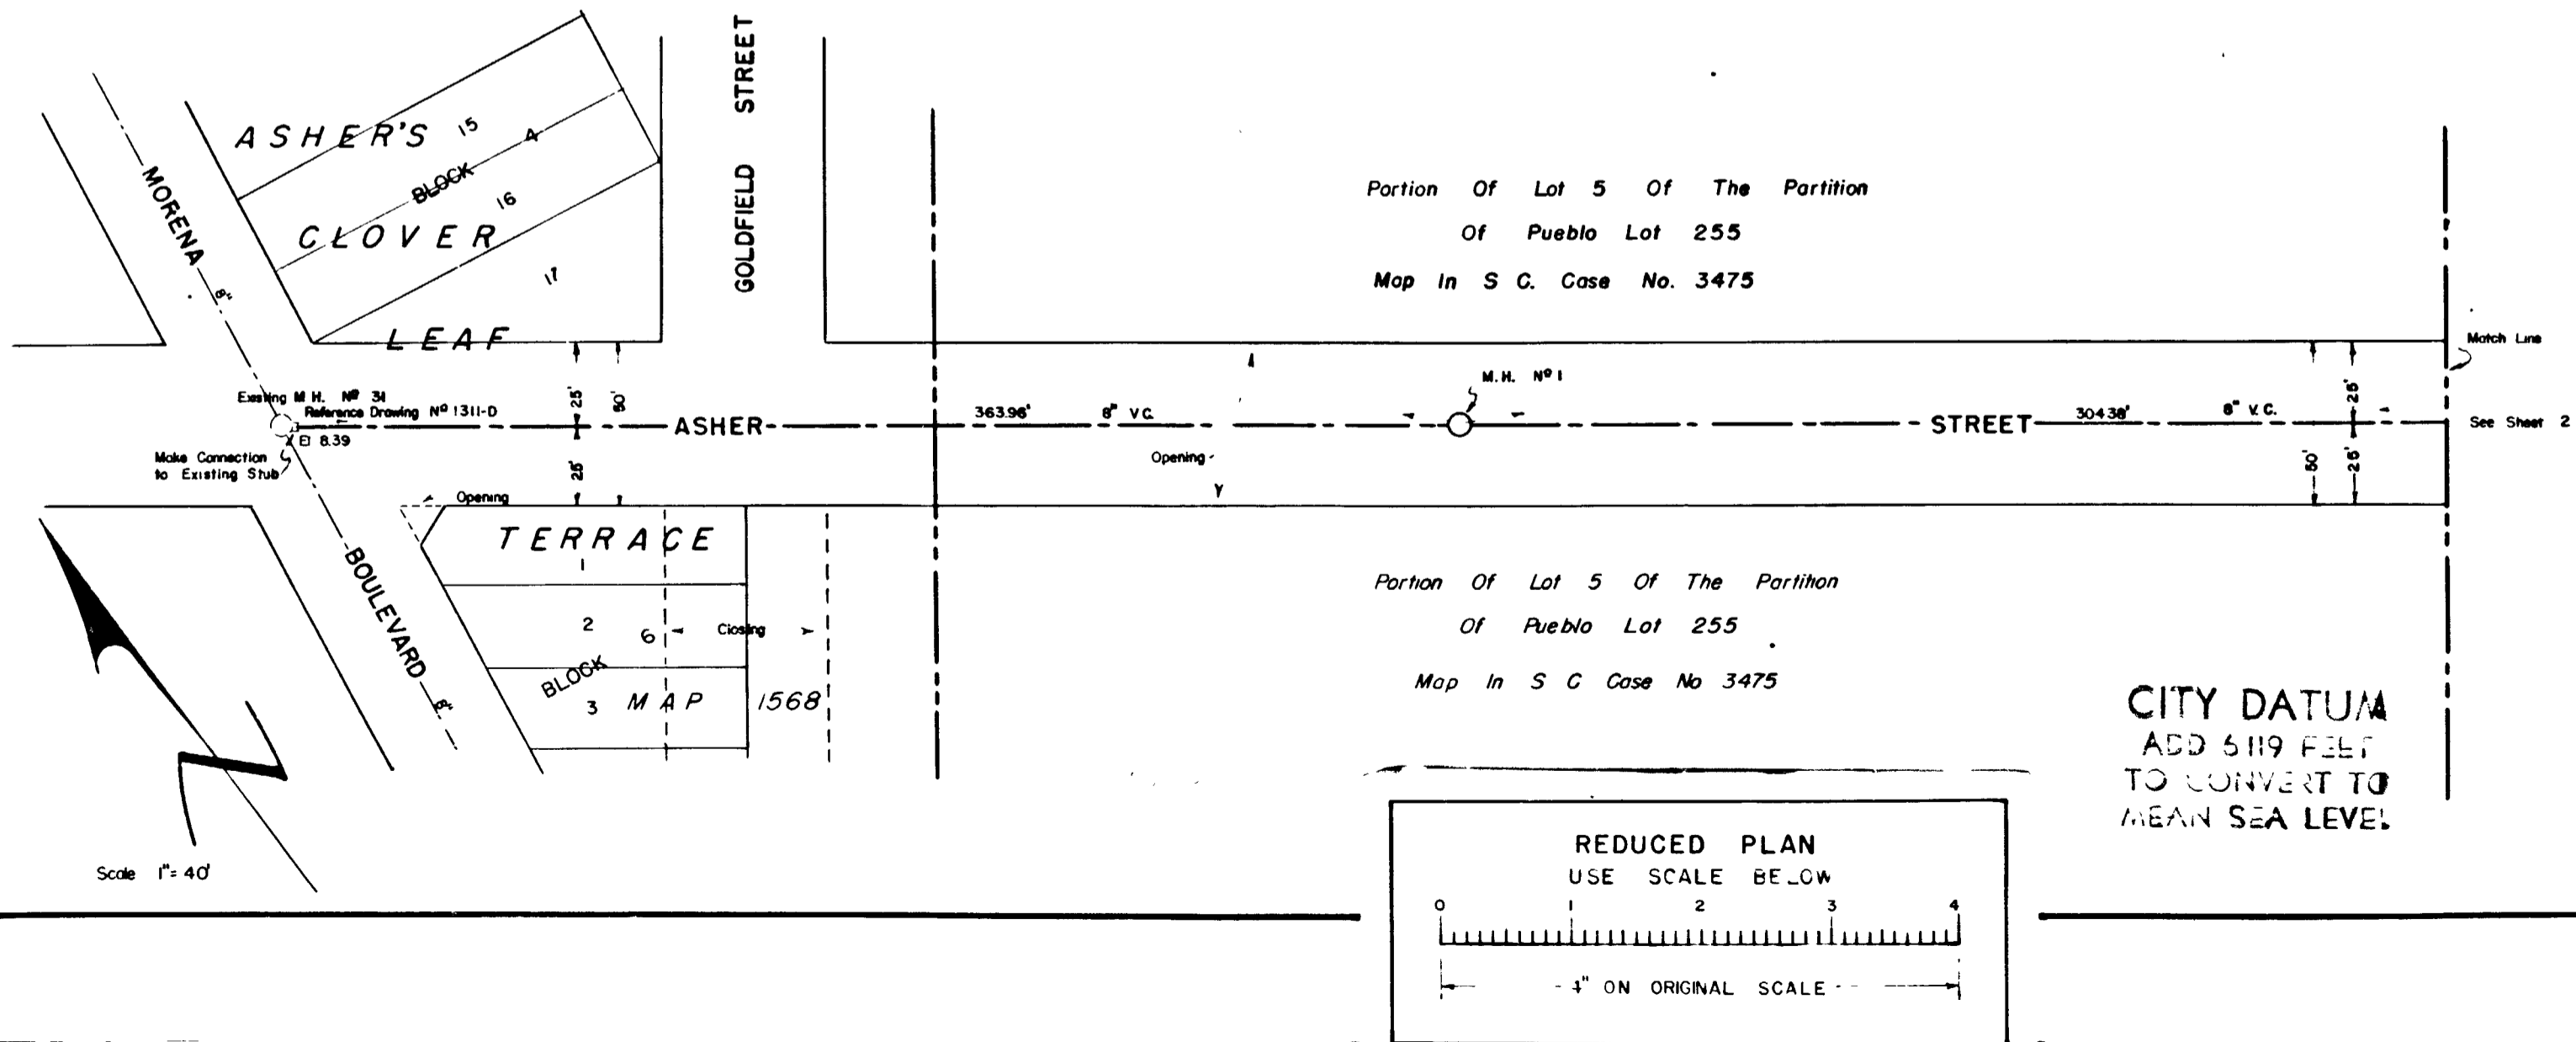 GOLDFIELD STREET
ASHER'S
15
4
BLOCK
16
CLOVER
17
LEAF
MORENA
8"
Portion Of Lot 5 Of The Partition
Of Pueblo Lot 255
Map In S C. Case No. 3475
Match Line
Existing M H. Nº 31
Reference Drawing Nº 1311-D
El 8.39
Make Connection
to Existing Stub
25'
50'
25'
ASHER
363.96'
8" V C.
M.H. Nº 1
STREET
304.38'
8" V.C.
25'
50'
25'
See Sheet 2
Opening
Opening
TERRACE
1
2
6
Closing
BLOCK
3
MAP 1568
BOULEVARD
8"
Portion Of Lot 5 Of The Partition
Of Pueblo Lot 255
Map In S C Case No 3475
CITY DATUM
ADD 6 119 FEET
TO CONVERT TO
MEAN SEA LEVEL
Scale 1"= 40'
REDUCED PLAN
USE SCALE BELOW
0 1 2 3 4
4" ON ORIGINAL SCALE